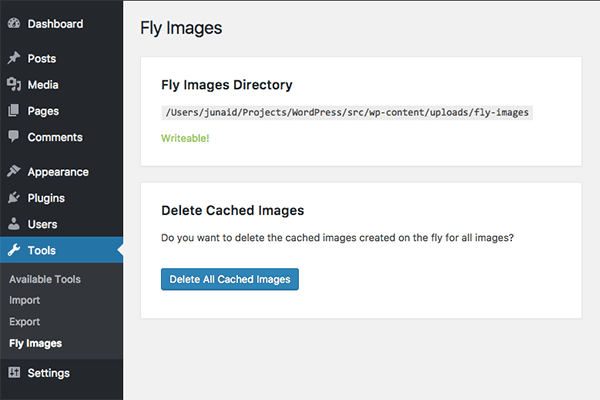 Dashboard
Posts
Media
Pages
Comments
Appearance
Plugins
Users
Tools
Available Tools
Import
Export
Fly Images
Settings
Fly Images
Fly Images Directory
/Users/junaid/Projects/WordPress/src/wp-content/uploads/fly-images
Writeable!
Delete Cached Images
Do you want to delete the cached images created on the fly for all images?
Delete All Cached Images